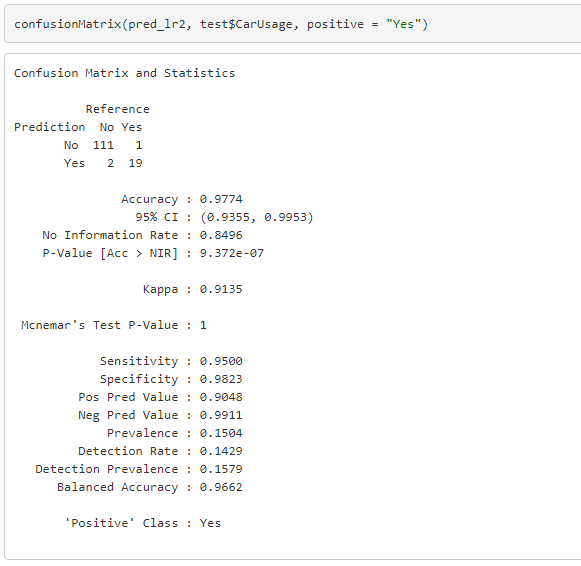 confusionMatrix(pred_lr2, test$CarUsage, positive = "Yes")
Confusion Matrix and Statistics
Reference
Prediction No Yes
No 111 1
Yes 2 19
Accuracy : 0.9774
95% CI : (0.9355, 0.9953)
No Information Rate : 0.8496
P-Value [Acc > NIR] : 9.372e-07
Kappa : 0.9135
Mcnemar's Test P-Value : 1
Sensitivity : 0.9500
Specificity : 0.9823
Pos Pred Value : 0.9048
Neg Pred Value : 0.9911
Prevalence : 0.1504
Detection Rate : 0.1429
Detection Prevalence : 0.1579
Balanced Accuracy : 0.9662
'Positive' Class : Yes